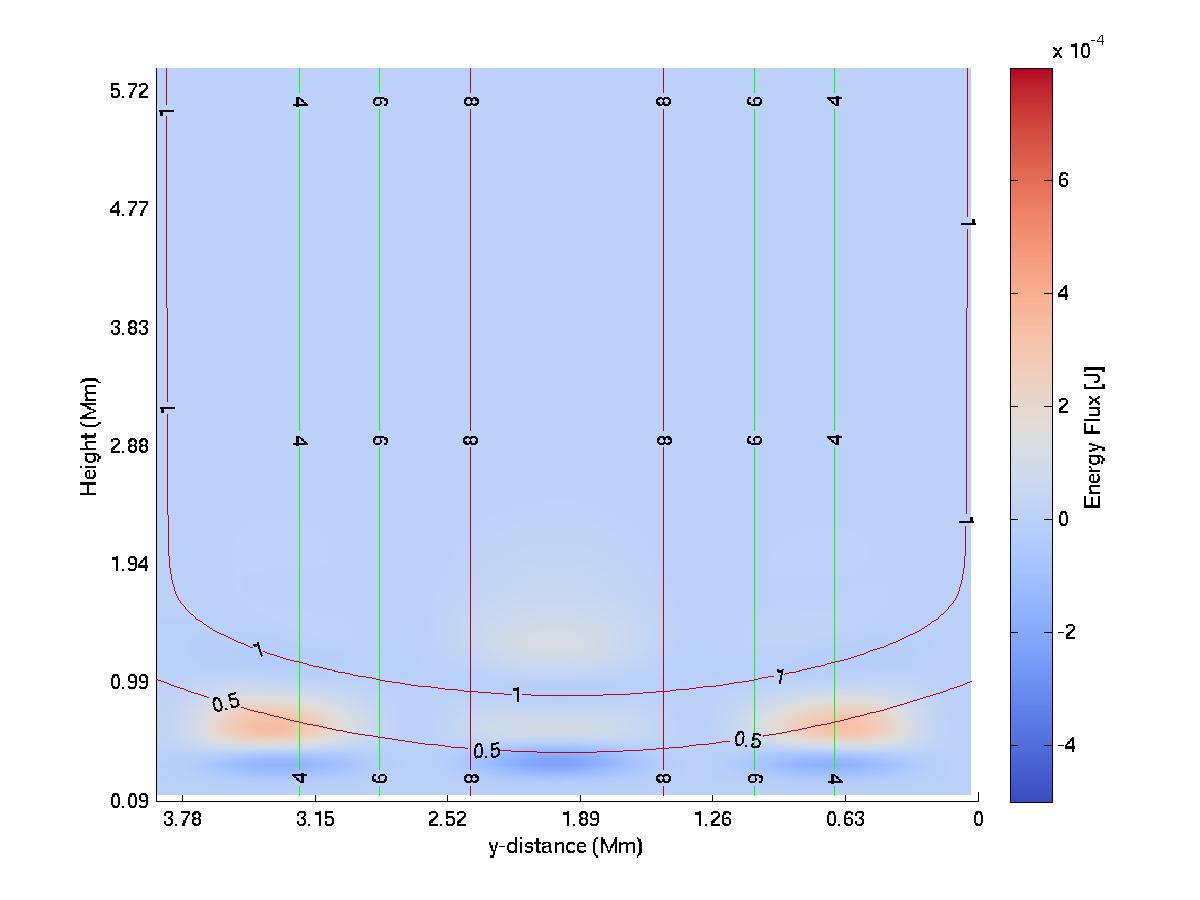 x 10^-4
5.72
4.77
3.83
2.88
1.94
0.99
0.09
Height (Mm)
3.78 3.15 2.52 1.89 1.26 0.63 0
y-distance (Mm)
1 4 6 8 8 6 4
1
1 4 6 8 8 6 4
1
1 1 1
0.5 0.5 0.5
4 6 8 8 6 4
6
4
2
0
-2
-4
Energy Flux [J]